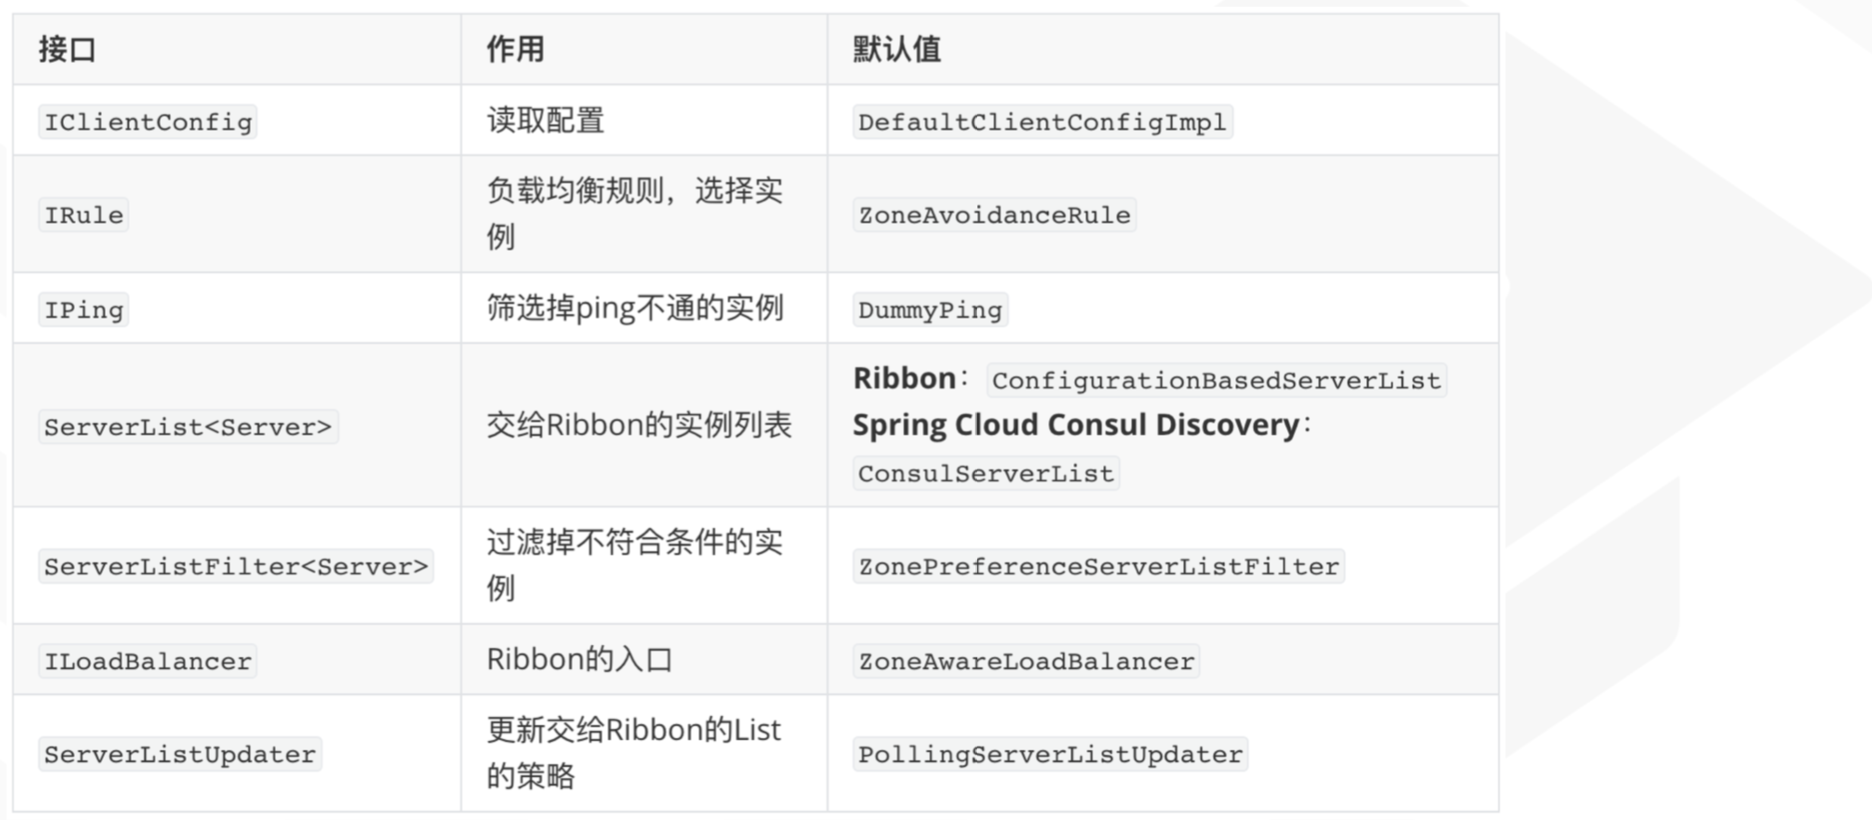 接口 作用 默认值
IClientConfig 读取配置 DefaultClientConfigImpl
IRule 负载均衡规则，选择实
例 ZoneAvoidanceRule
IPing 筛选掉ping不通的实例 DummyPing
ServerList<Server> 交给Ribbon的实例列表 Ribbon： ConfigurationBasedServerList
Spring Cloud Consul Discovery：
ConsulServerList
ServerListFilter<Server> 过滤掉不符合条件的实
例 ZonePreferenceServerListFilter
ILoadBalancer Ribbon的入口 ZoneAwareLoadBalancer
ServerListUpdater 更新交给Ribbon的List
的策略 PollingServerListUpdater